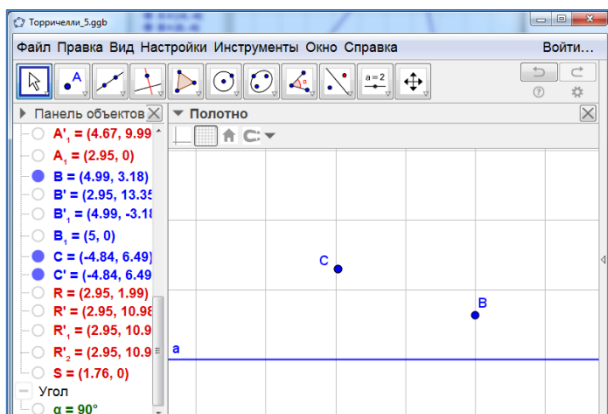 Торричелли_5.ggb
Файл Правка Вид Настройки Инструменты Окно Справка Войти...
A a=2
Панель объектов Полотно
A'₁ = (4.67, 9.99
A₁ = (2.95, 0)
B = (4.99, 3.18)
B' = (2.95, 13.35
B'₁ = (4.99, -3.18
B₁ = (5, 0)
C = (-4.84, 6.49)
C' = (-4.84, 6.49
R = (2.95, 1.99)
R' = (2.95, 10.98
R'₁ = (2.95, 10.9
R'₂ = (2.95, 10.9
S = (1.76, 0)
Угол
α = 90°
C
B
a